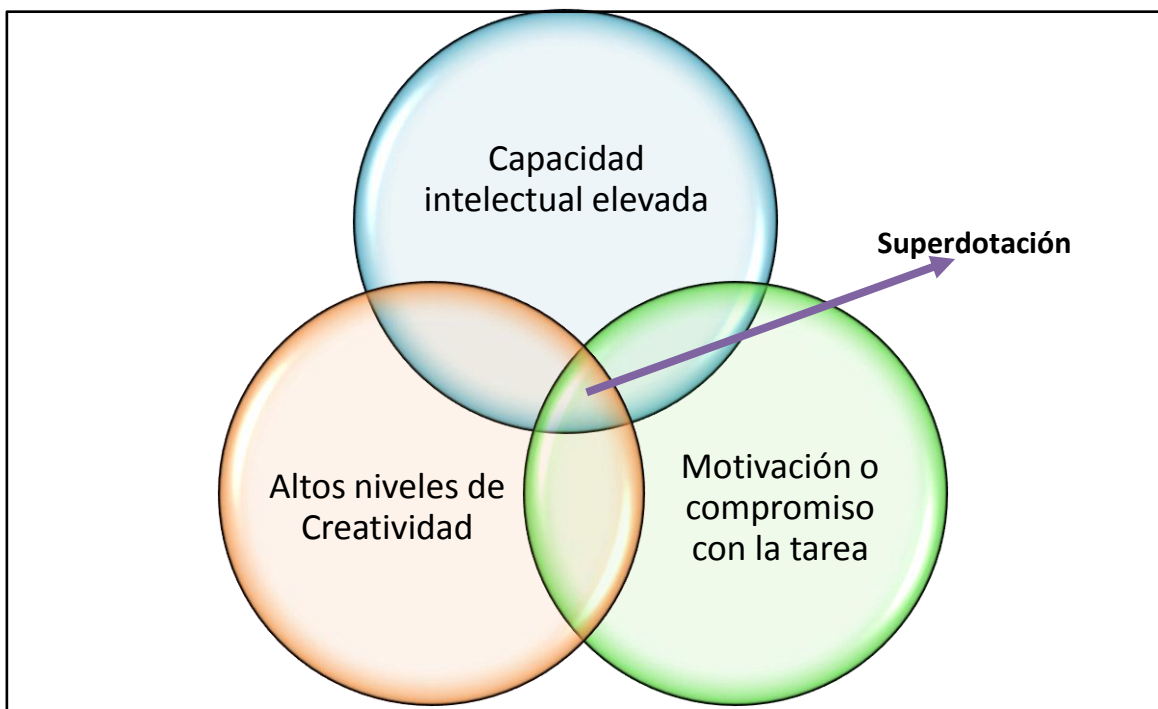 Capacidad
intelectual elevada
Superdotación
Altos niveles de
Creatividad
Motivación o
compromiso
con la tarea